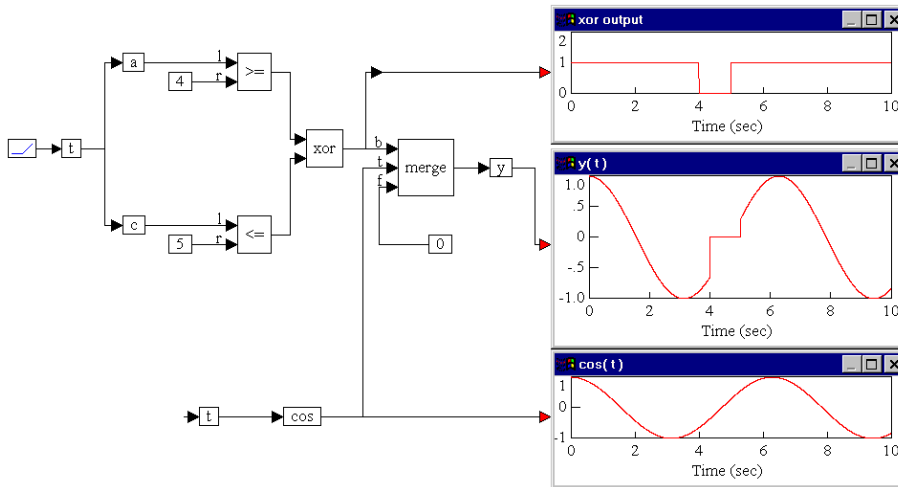 t
a
4
l
r
>=
c
5
l
r
<=
xor
b
t
f
merge
y
0
t
cos
xor output
2
1
0
0 2 4 6 8 10
Time (sec)
y(t)
1.0
.5
0
-.5
-1.0
0 2 4 6 8 10
Time (sec)
cos(t)
1
0
-1
0 2 4 6 8 10
Time (sec)